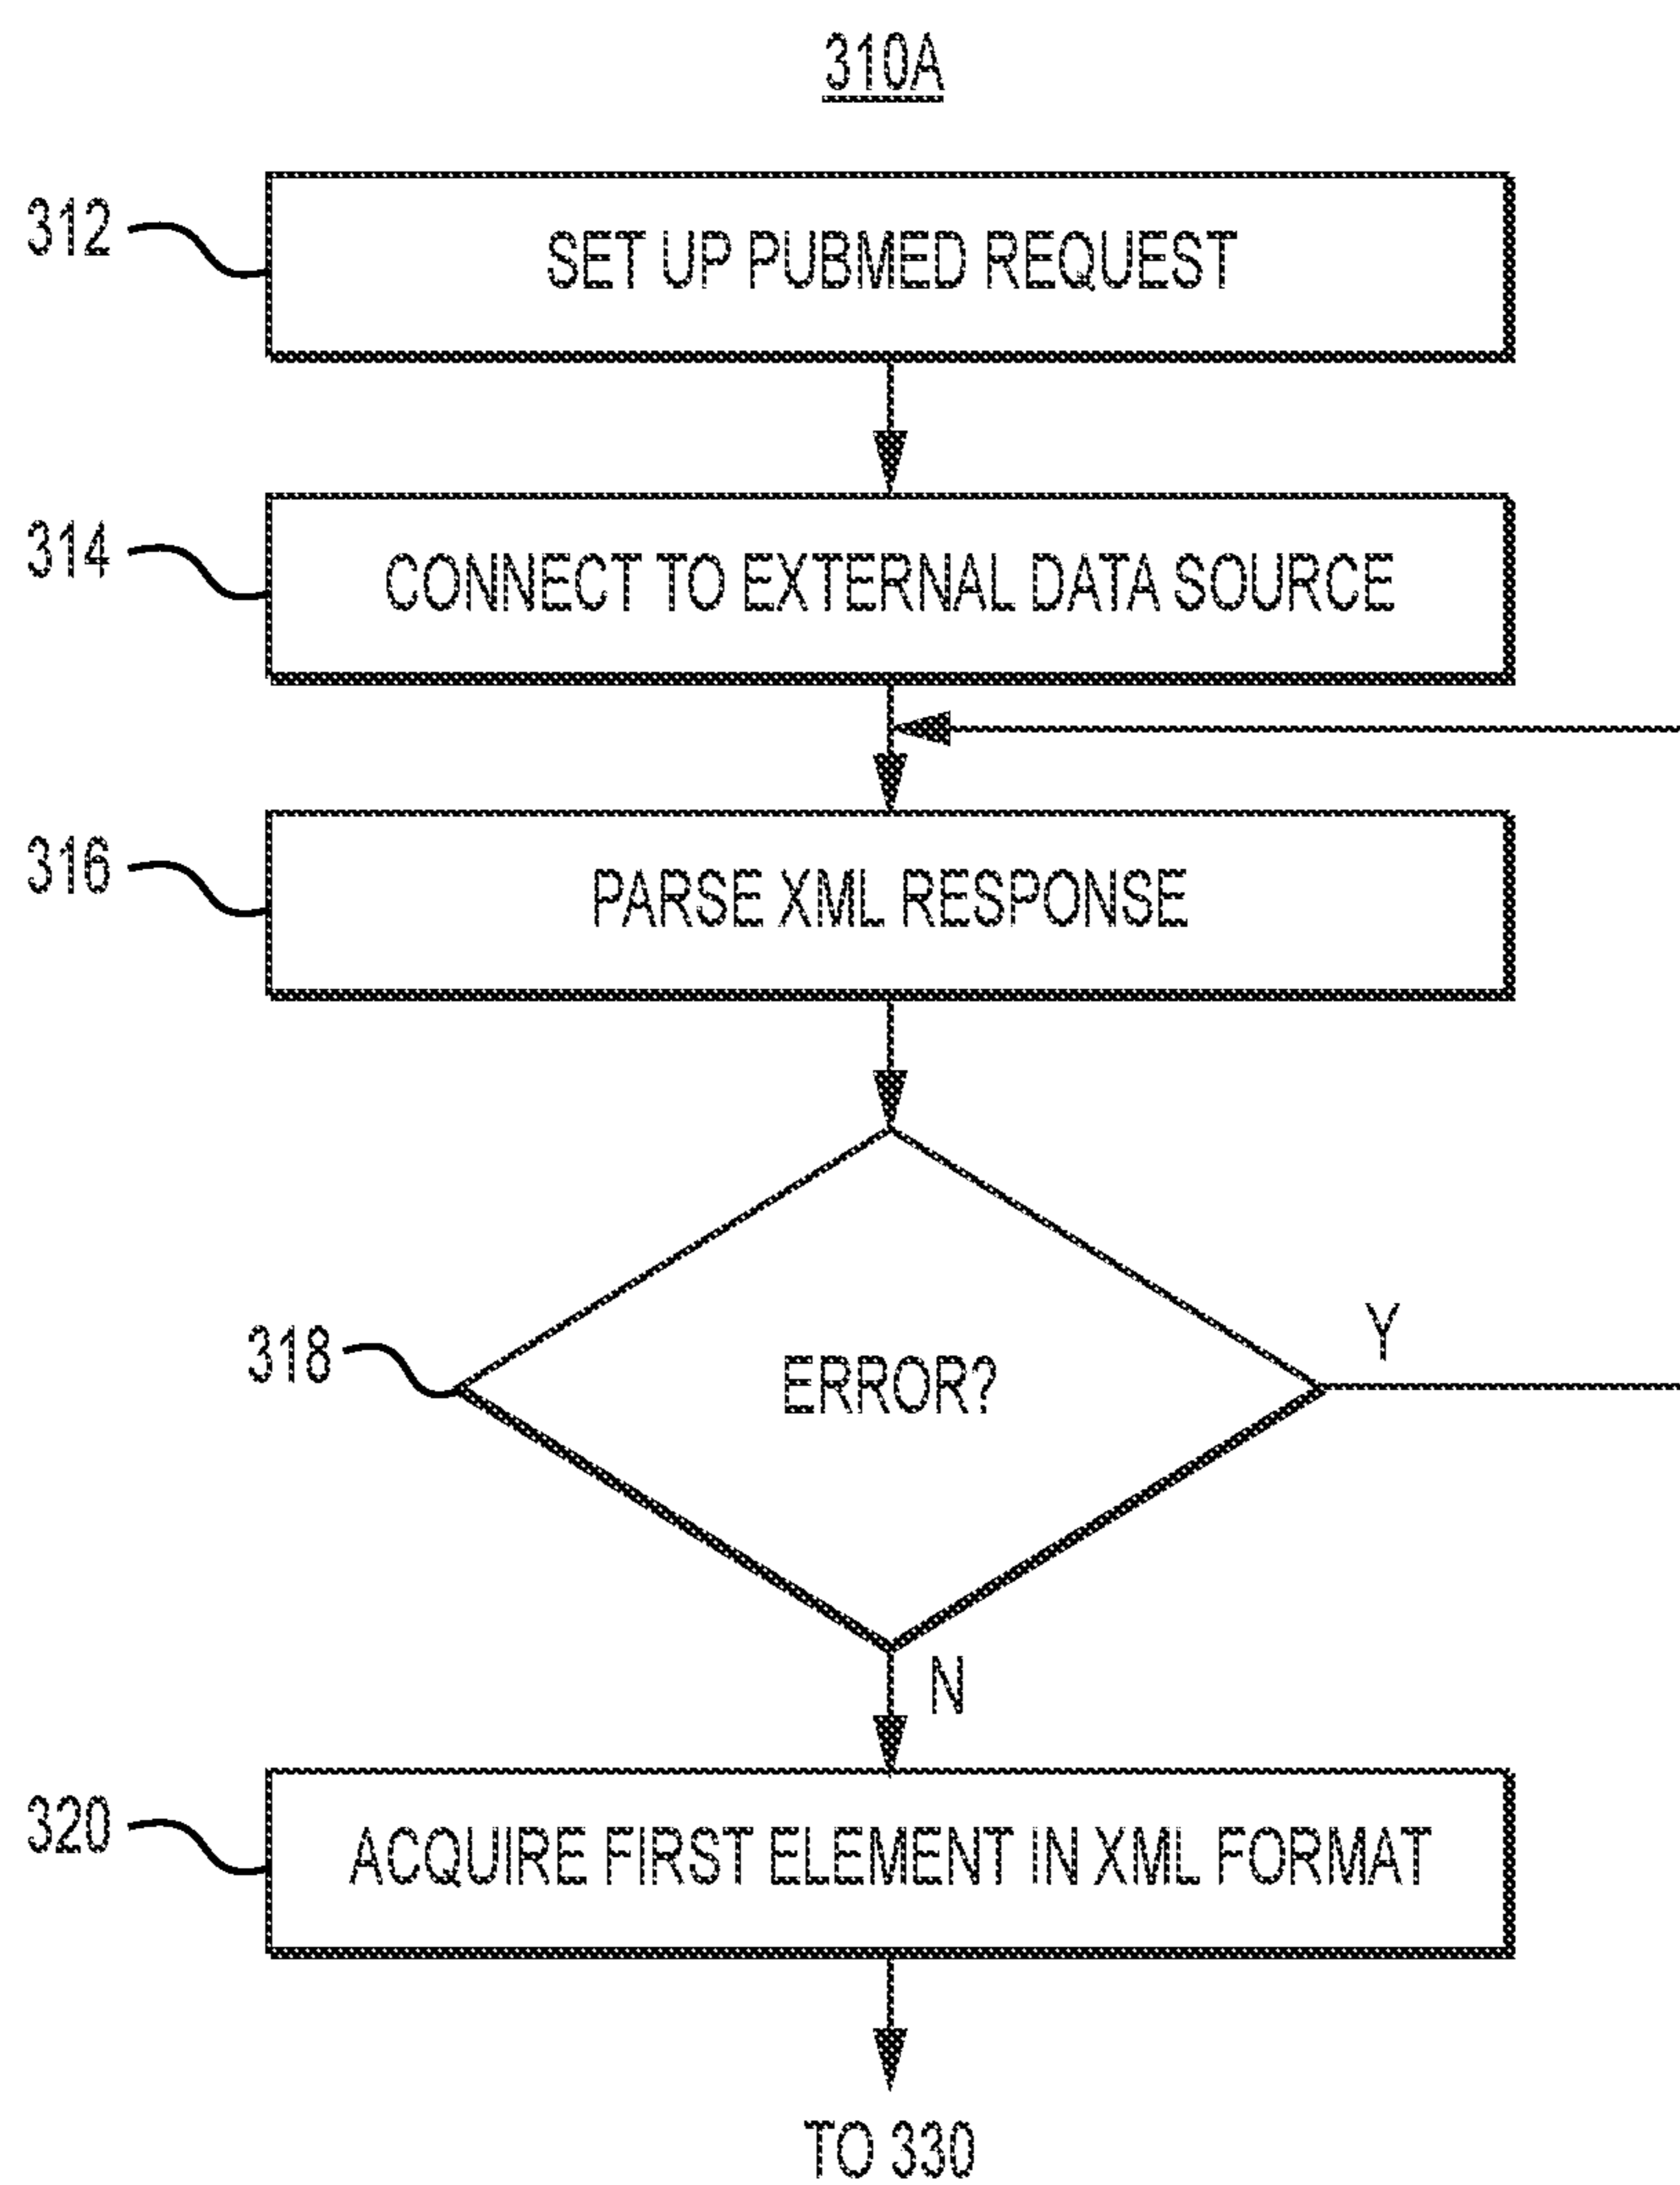 310A
312
SET UP PUBMED REQUEST
314
CONNECT TO EXTERNAL DATA SOURCE
316
PARSE XML RESPONSE
318
ERROR?
Y
N
320
ACQUIRE FIRST ELEMENT IN XML FORMAT
TO 330